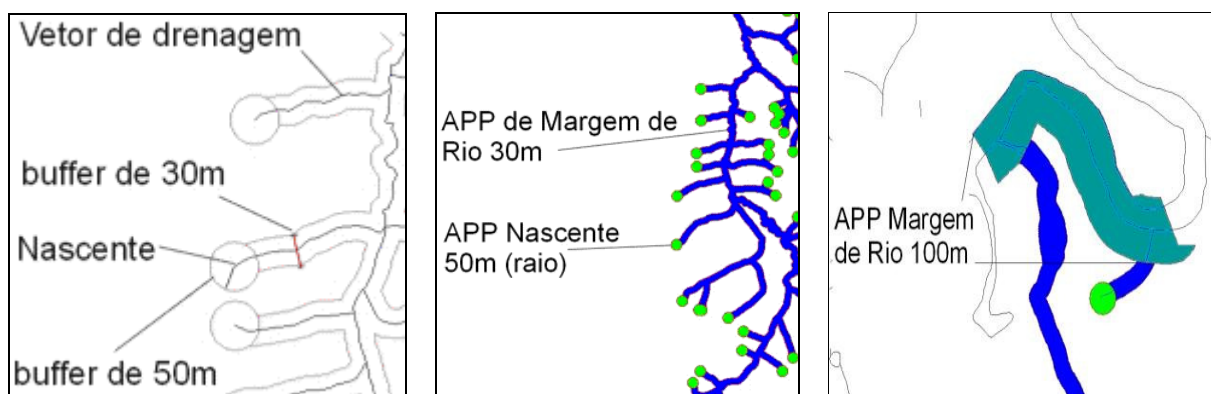 Vetor de drenagem
buffer de 30m
Nascente
buffer de 50m
APP de Margem de
Rio 30m
APP Nascente
50m (raio)
APP Margem
de Rio 100m